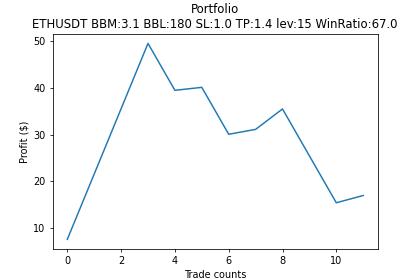 Portfolio
ETHUSDT BBM:3.1 BBL:180 SL:1.0 TP:1.4 lev:15 WinRatio:67.0
50
40
30
20
10
Profit ($)
0 2 4 6 8 10
Trade counts